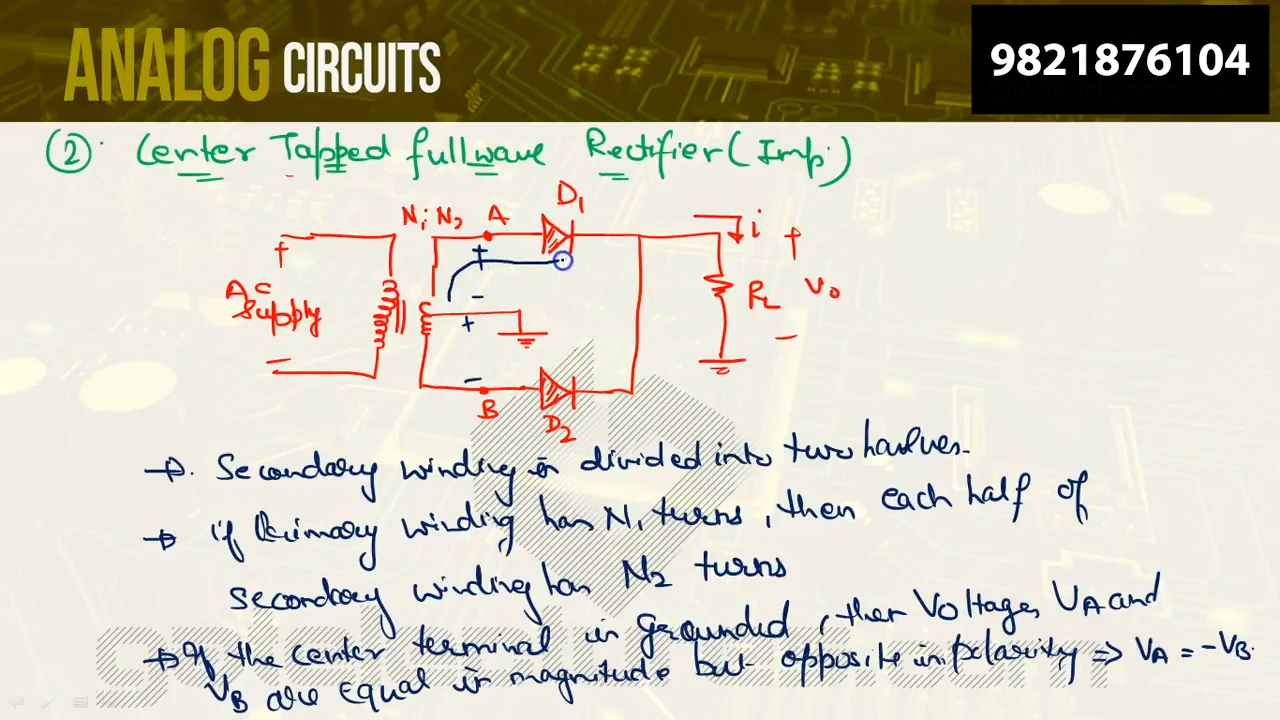 ANALOG CIRCUITS
9821876104
(2). Center Tapped fullwave Rectifier (Imp.)
D1
N1 : N2 A
i
+ + +
AC
Supply
-
+
RL
V0
- - -
B
D2
→ Secondary winding is divided into two halves.
→ if Primary winding has N1 turns, then each half of
secondary winding has N2 turns
→ If the center terminal is grounded, then Voltages VA and
VB are equal in magnitude but opposite in polarity ⇒ VA = -VB.